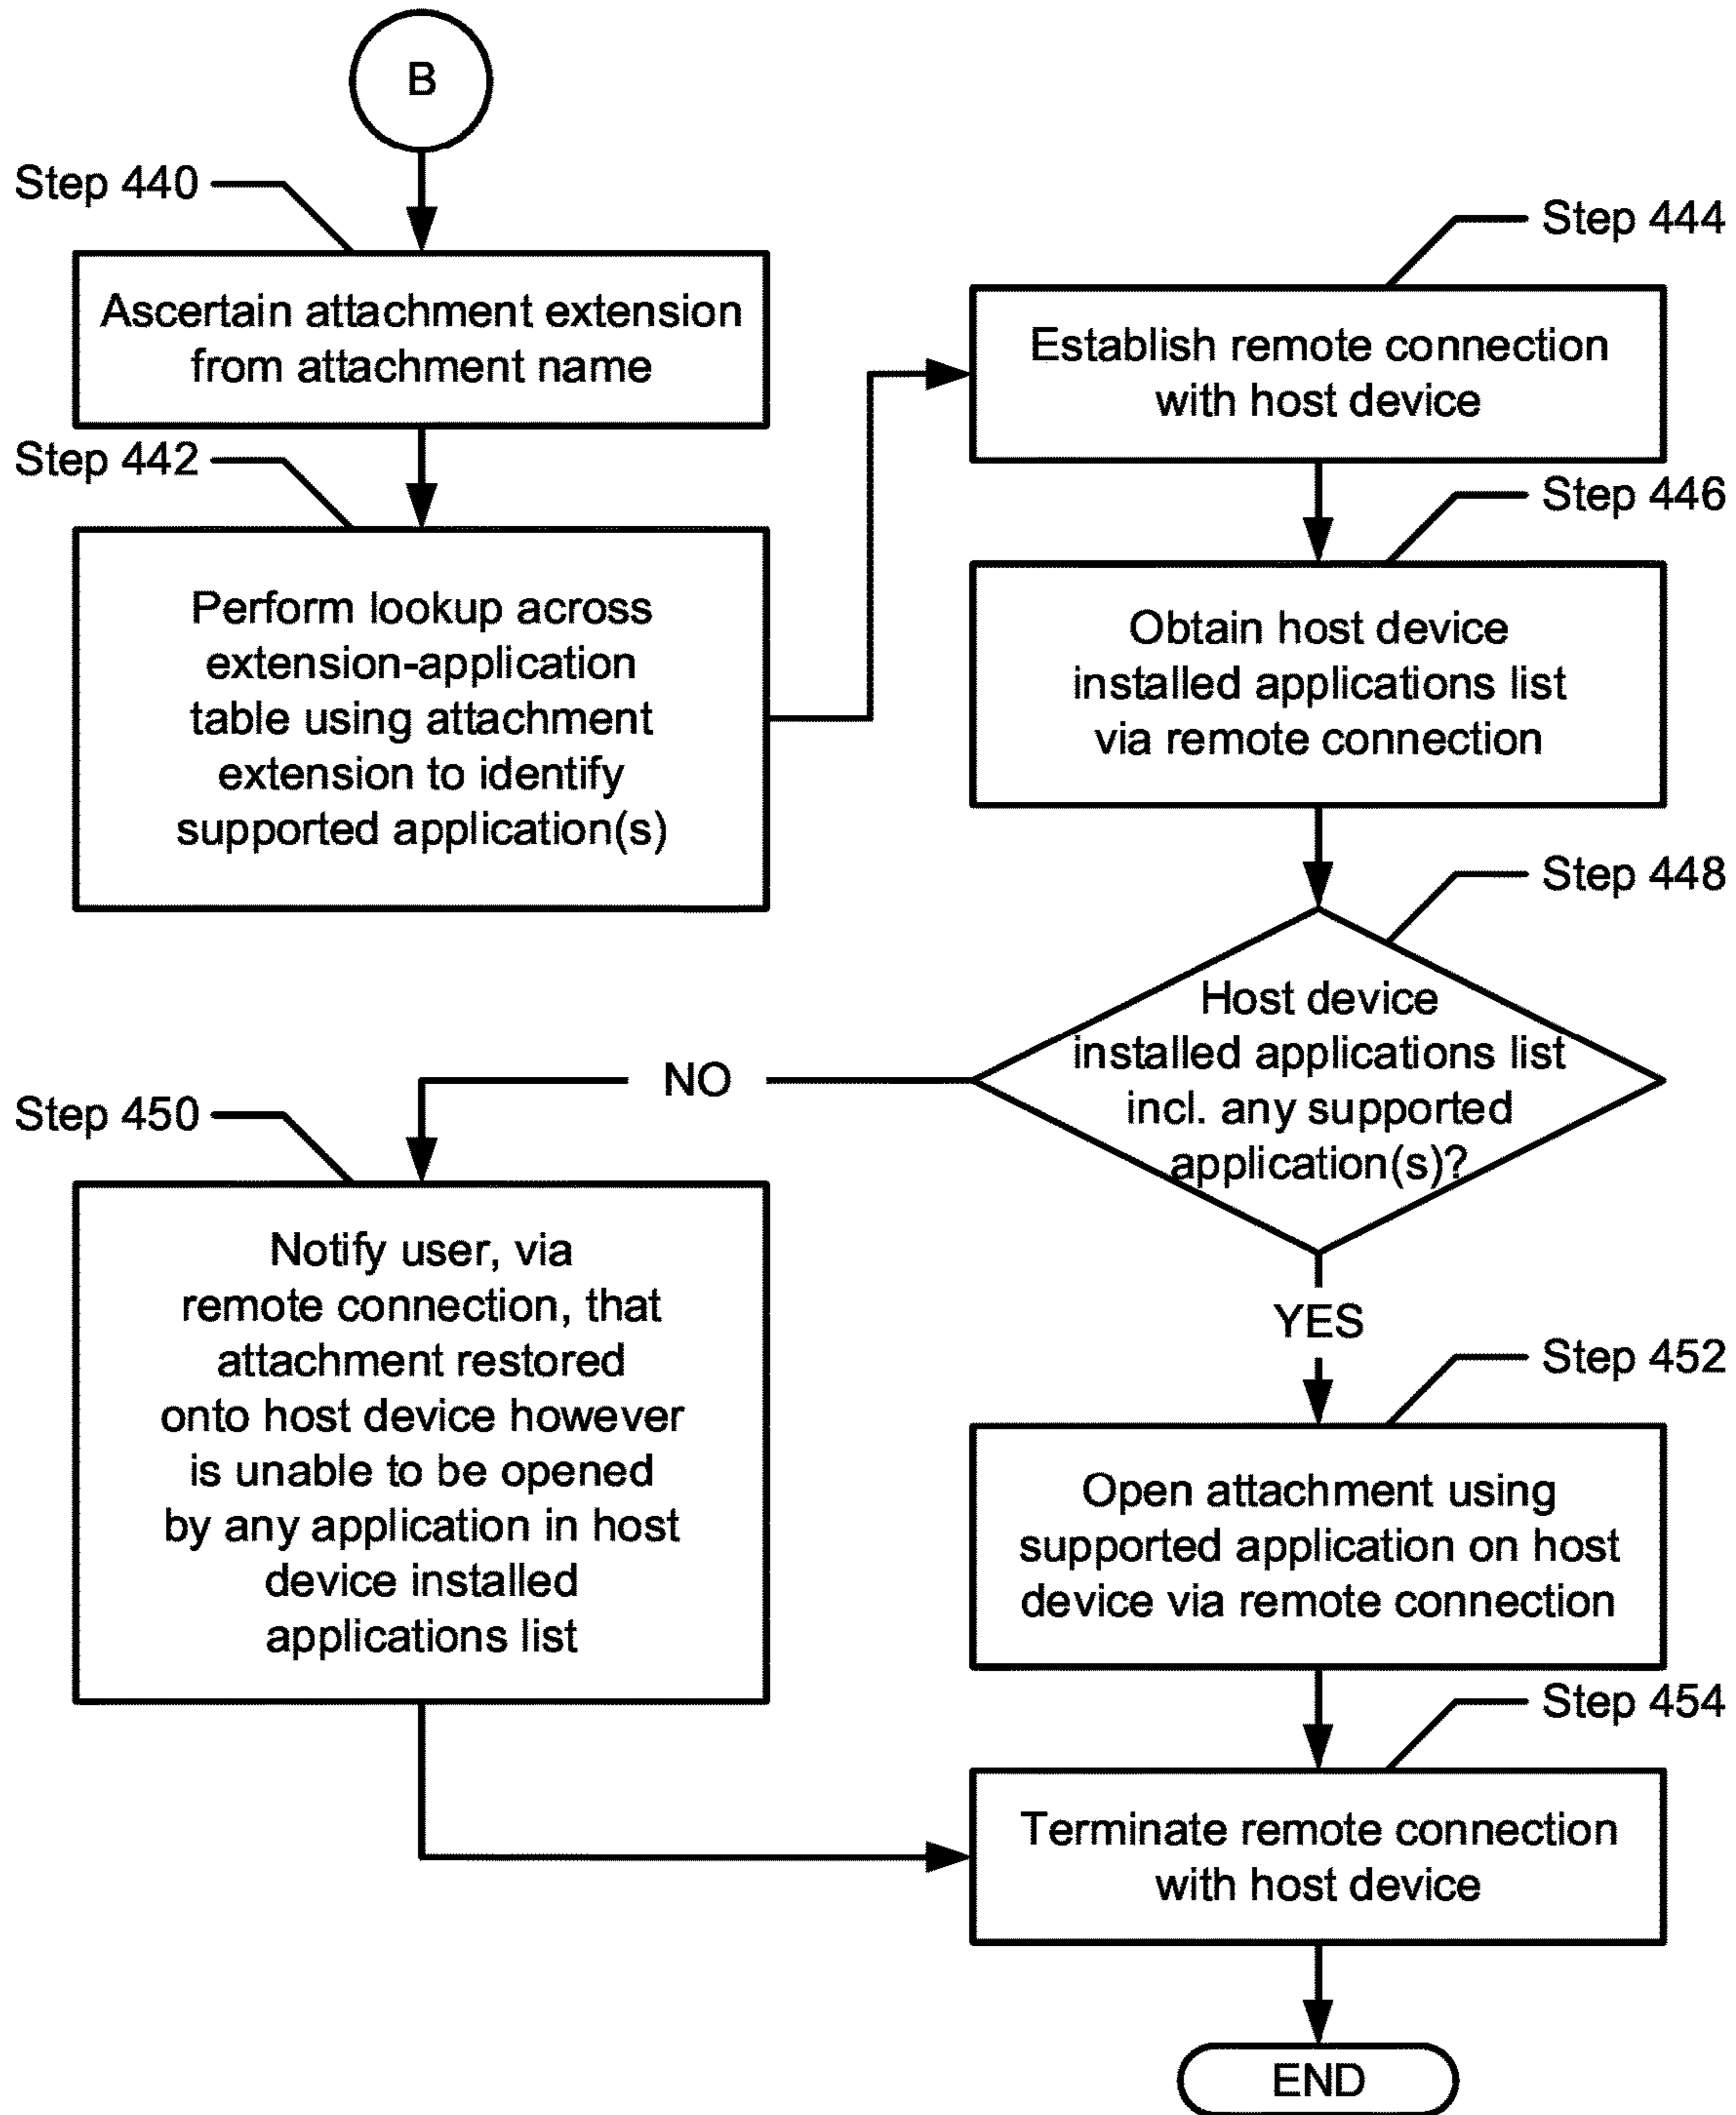 B
Step 440
Ascertain attachment extension
from attachment name
Step 442
Perform lookup across
extension-application
table using attachment
extension to identify
supported application(s)
Step 444
Establish remote connection
with host device
Step 446
Obtain host device
installed applications list
via remote connection
Step 448
Host device
installed applications list
incl. any supported
application(s)?
NO
Step 450
Notify user, via
remote connection, that
attachment restored
onto host device however
is unable to be opened
by any application in host
device installed
applications list
YES
Step 452
Open attachment using
supported application on host
device via remote connection
Step 454
Terminate remote connection
with host device
END